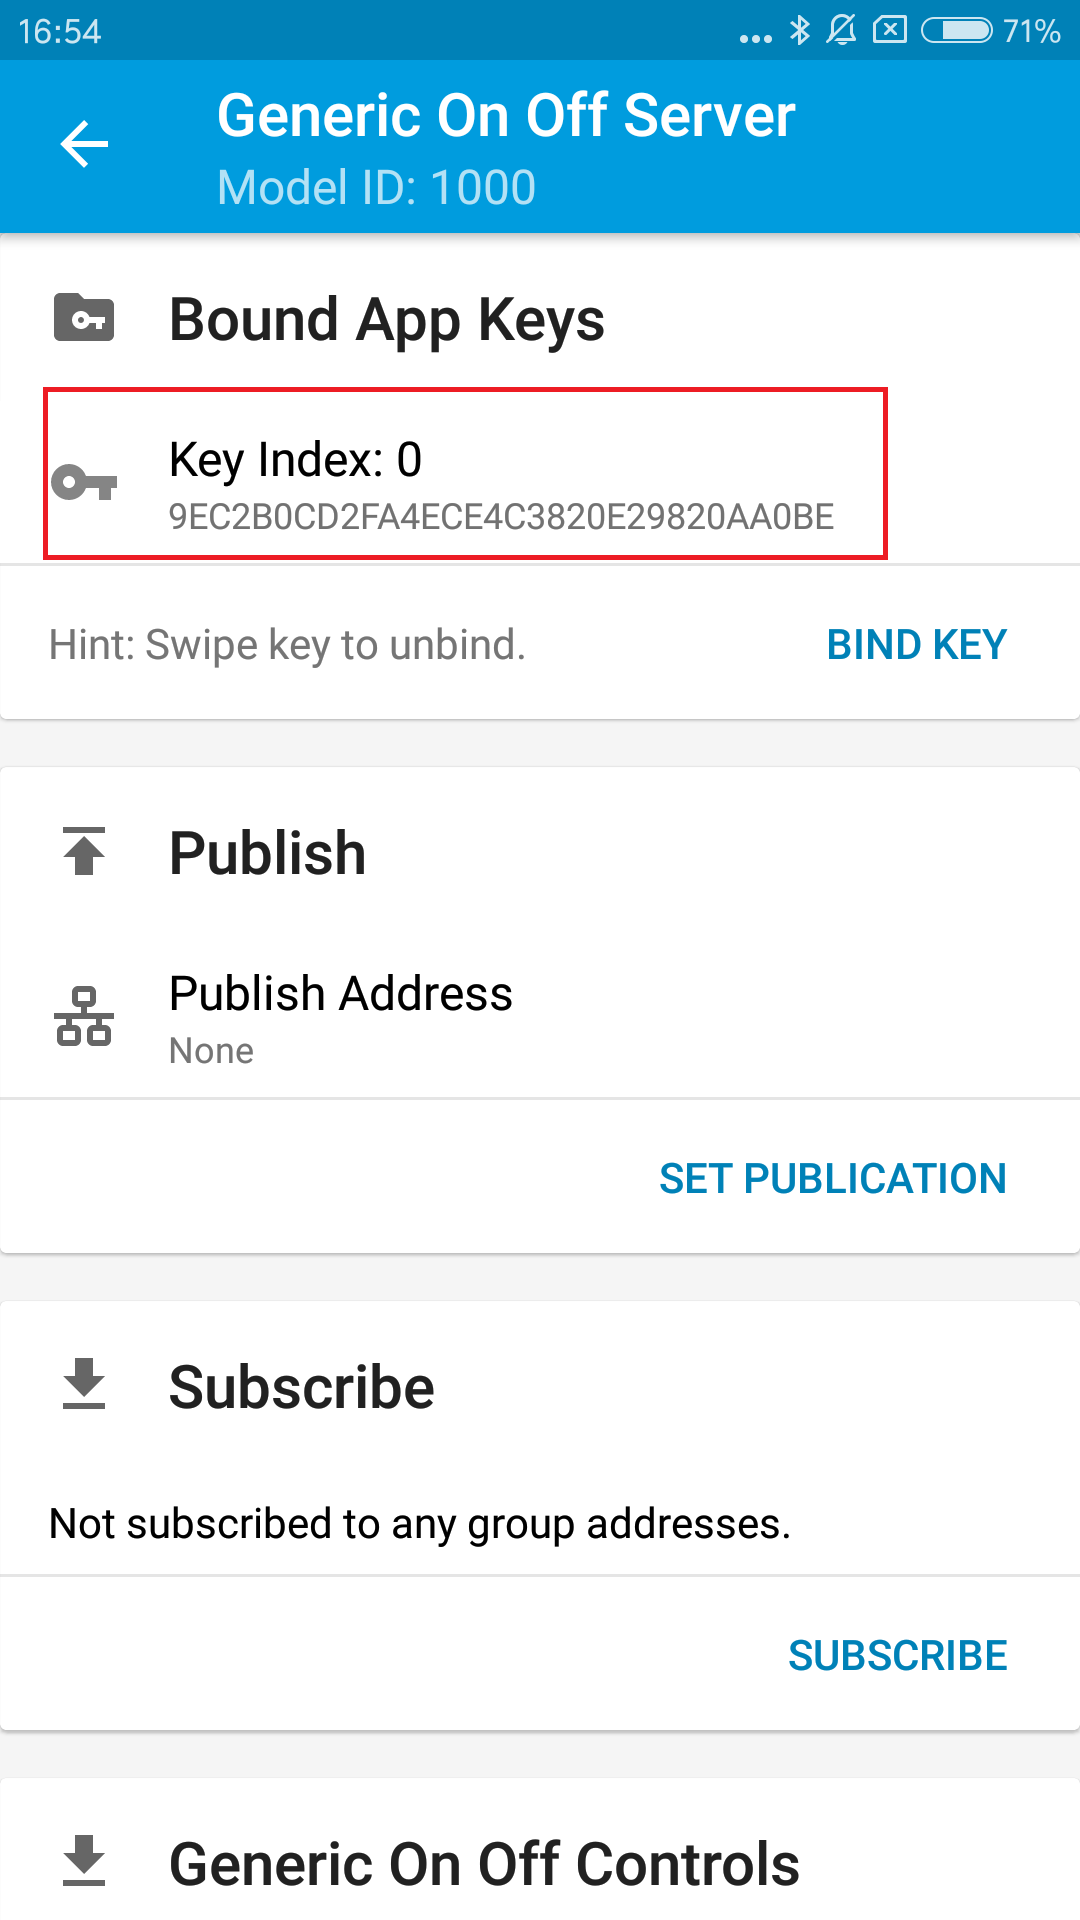 16:54
71%
Generic On Off Server
Model ID: 1000
Bound App Keys
Key Index: 0
9EC2B0CD2FA4ECE4C3820E29820AA0BE
Hint: Swipe key to unbind.
BIND KEY
Publish
Publish Address
None
SET PUBLICATION
Subscribe
Not subscribed to any group addresses.
SUBSCRIBE
Generic On Off Controls